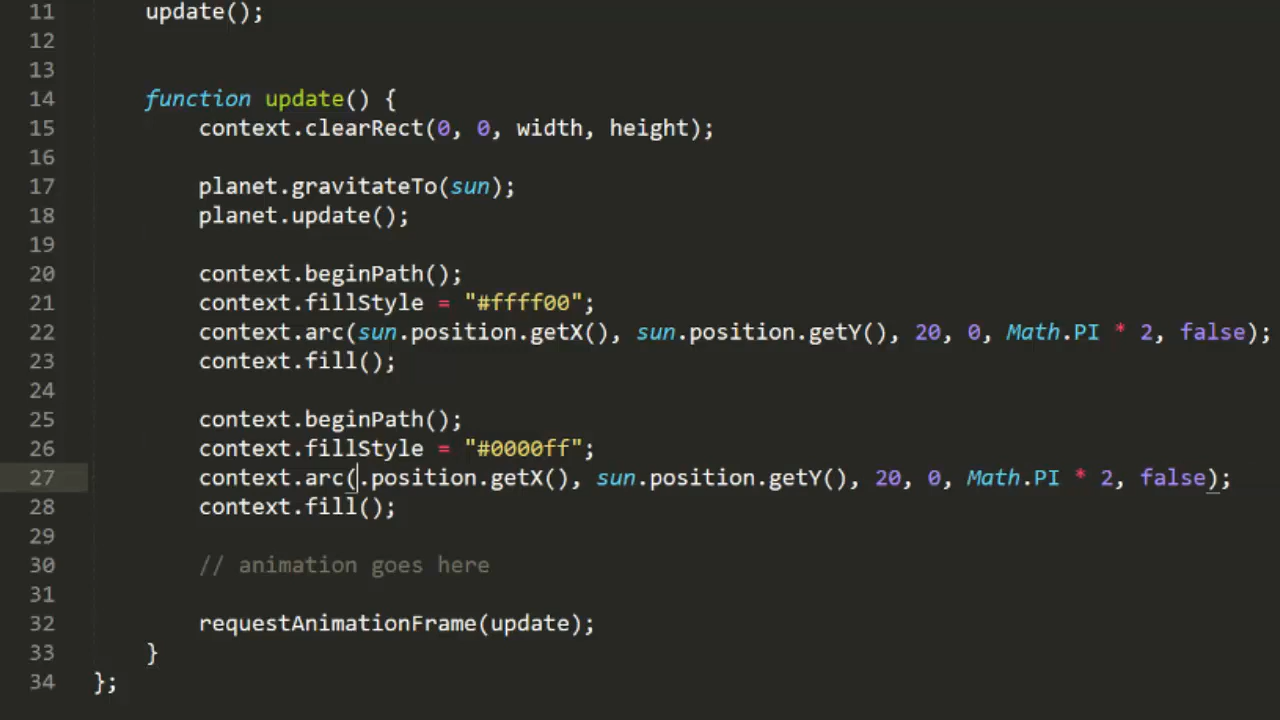 11 update();
12
13
14 function update() {
15 context.clearRect(0, 0, width, height);
16
17 planet.gravitateTo(sun);
18 planet.update();
19
20 context.beginPath();
21 context.fillStyle = "#ffff00";
22 context.arc(sun.position.getX(), sun.position.getY(), 20, 0, Math.PI * 2, false);
23 context.fill();
24
25 context.beginPath();
26 context.fillStyle = "#0000ff";
27 context.arc(.position.getX(), sun.position.getY(), 20, 0, Math.PI * 2, false);
28 context.fill();
29
30 // animation goes here
31
32 requestAnimationFrame(update);
33 }
34 };